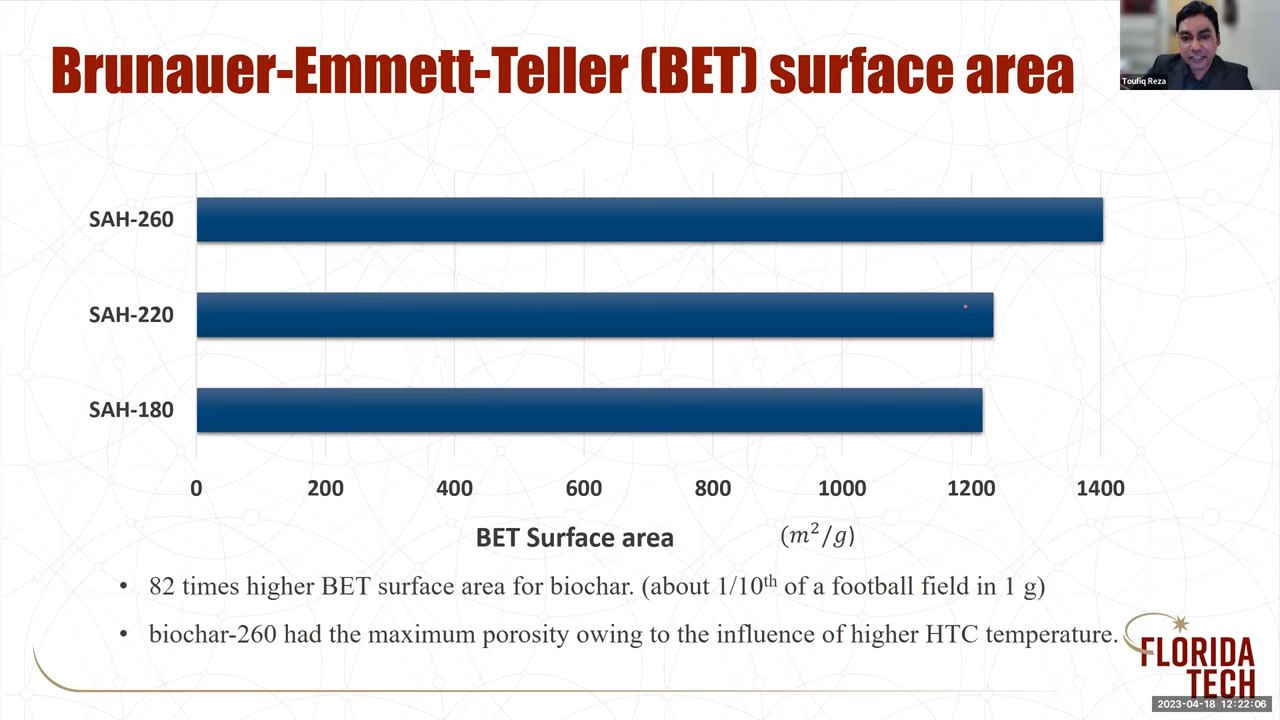 Brunauer-Emmett-Teller (BET) surface area
Toufiq Reza
SAH-260
SAH-220
SAH-180
0 200 400 600 800 1000 1200 1400
BET Surface area (m²/g)
• 82 times higher BET surface area for biochar. (about 1/10th of a football field in 1 g)
• biochar-260 had the maximum porosity owing to the influence of higher HTC temperature.
FLORIDA
TECH
2023-04-18 12:22:06